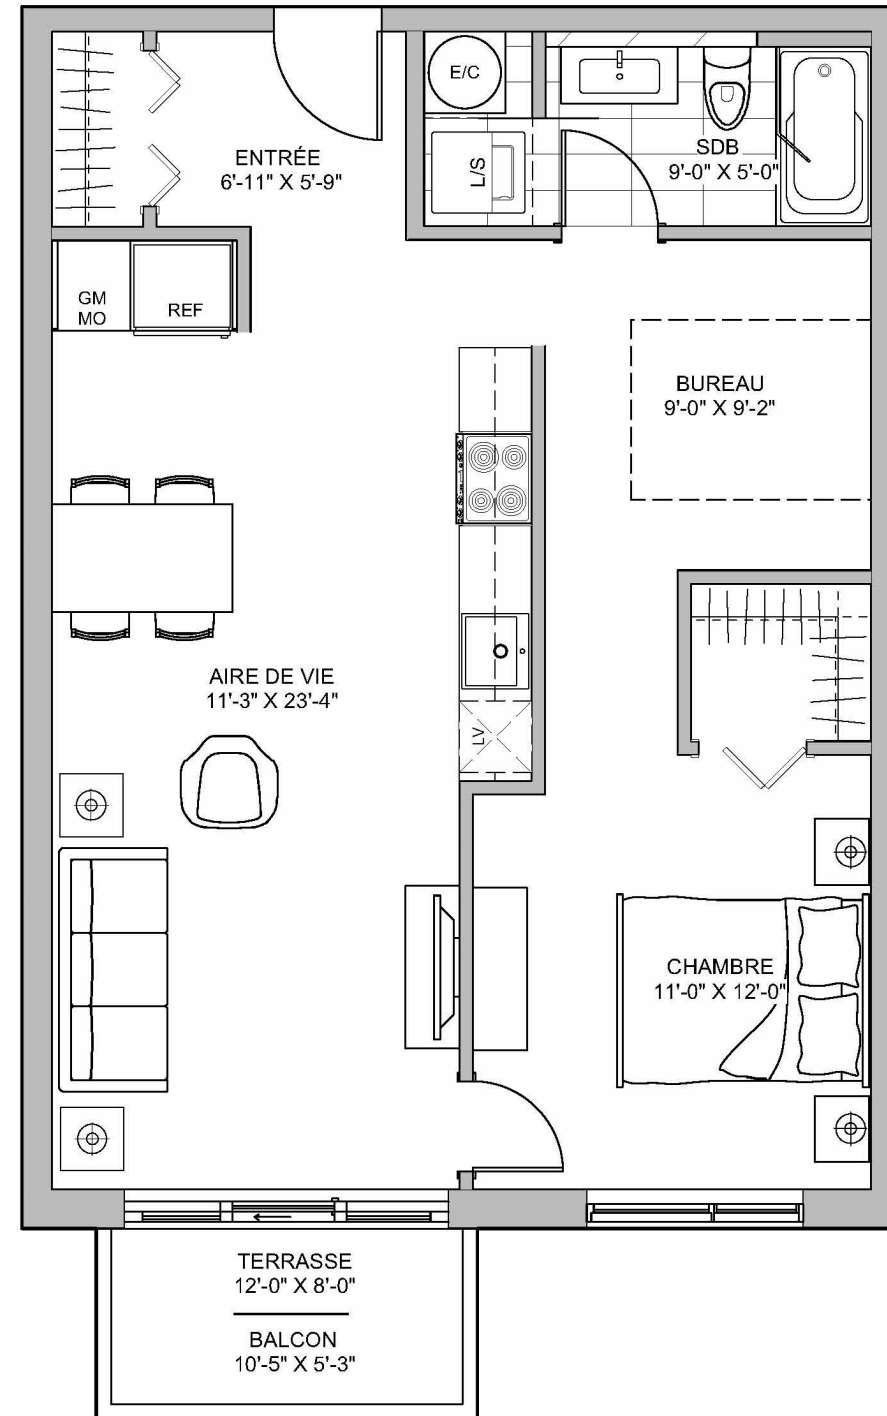 E/C
L/S
SDB
9'-0" X 5'-0"
ENTRÉE
6'-11" X 5'-9"
GM
MO
REF
BUREAU
9'-0" X 9'-2"
AIRE DE VIE
11'-3" X 23'-4"
LV
CHAMBRE
11'-0" X 12'-0"
TERRASSE
12'-0" X 8'-0"
BALCON
10'-5" X 5'-3"